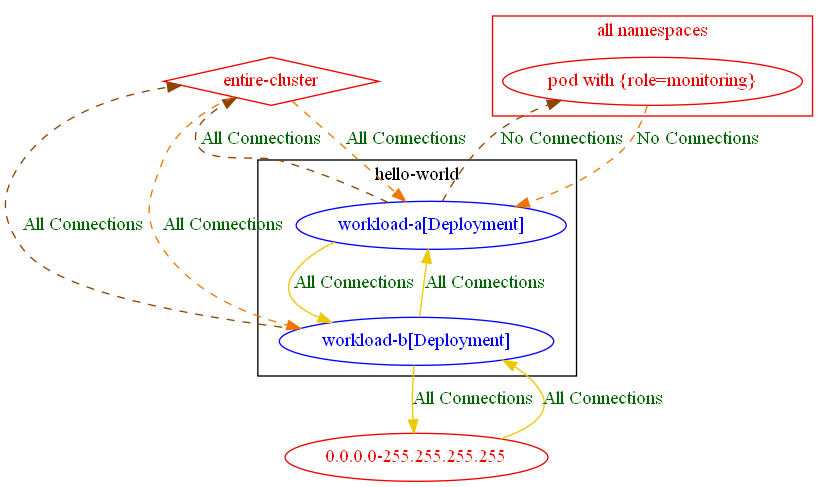 all namespaces
entire-cluster
pod with {role=monitoring}
All Connections
All Connections
No Connections
No Connections
hello-world
All Connections
All Connections
workload-a[Deployment]
All Connections
All Connections
workload-b[Deployment]
All Connections
All Connections
0.0.0.0-255.255.255.255